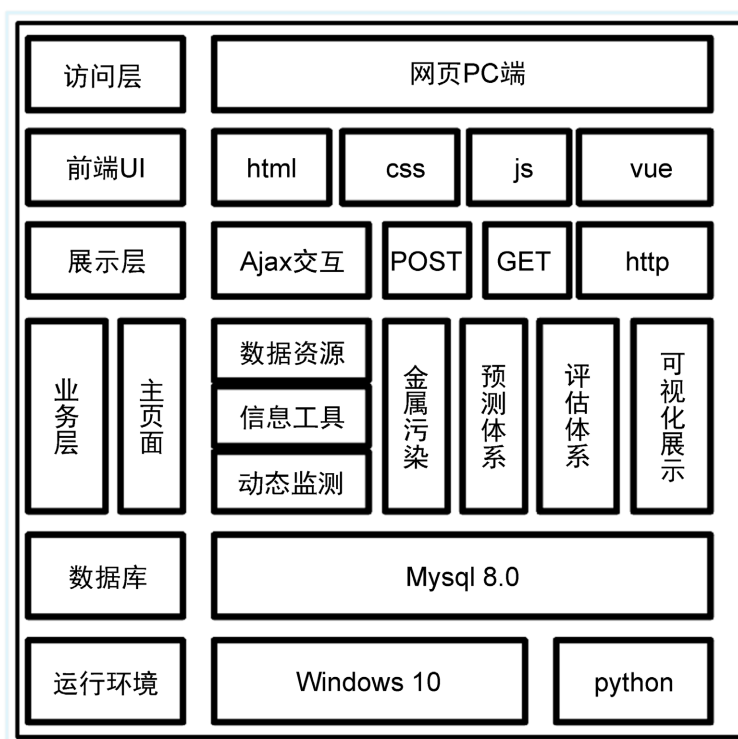 访问层
网页PC端
前端UI
html
css
js
vue
展示层
Ajax交互
POST
GET
http
业务层
主页面
数据资源
信息工具
动态监测
金属污染
预测体系
评估体系
可视化展示
数据库
Mysql 8.0
运行环境
Windows 10
python